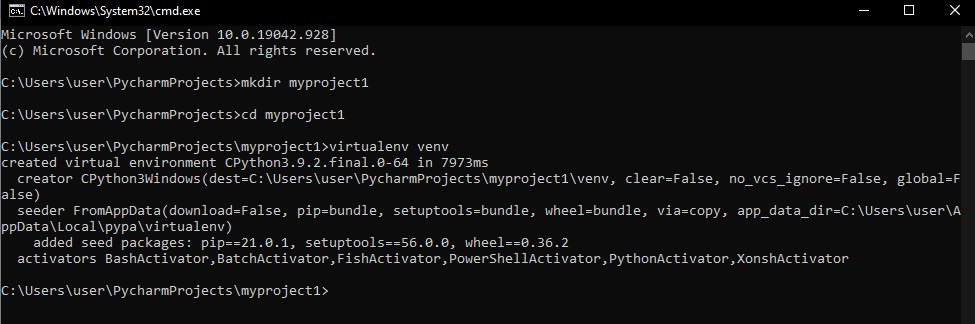 C:\Windows\System32\cmd.exe
Microsoft Windows [Version 10.0.19042.928]
(c) Microsoft Corporation. All rights reserved.
C:\Users\user\PycharmProjects>mkdir myproject1
C:\Users\user\PycharmProjects>cd myproject1
C:\Users\user\PycharmProjects\myproject1>virtualenv venv
created virtual environment CPython3.9.2.final.0-64 in 7973ms
  creator CPython3Windows(dest=C:\Users\user\PycharmProjects\myproject1\venv, clear=False, no_vcs_ignore=False, global=F
alse)
  seeder FromAppData(download=False, pip=bundle, setuptools=bundle, wheel=bundle, via=copy, app_data_dir=C:\Users\user\A
ppData\Local\pypa\virtualenv)
    added seed packages: pip==21.0.1, setuptools==56.0.0, wheel==0.36.2
  activators BashActivator,BatchActivator,FishActivator,PowerShellActivator,PythonActivator,XonshActivator
C:\Users\user\PycharmProjects\myproject1>